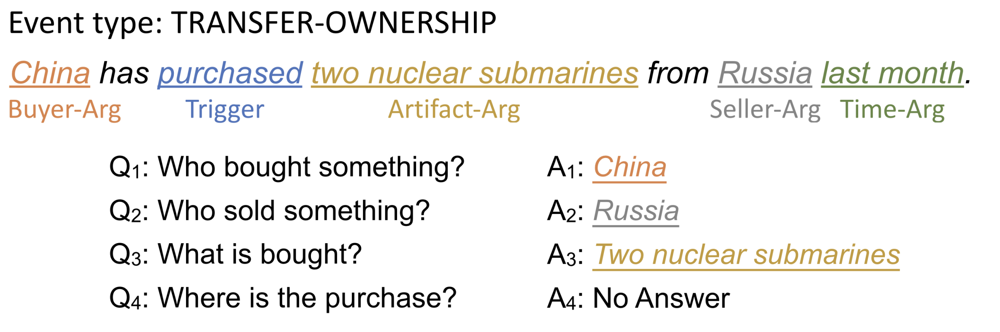 Event type: TRANSFER-OWNERSHIP
China has purchased two nuclear submarines from Russia last month.
Buyer-Arg Trigger Artifact-Arg Seller-Arg Time-Arg
Q1: Who bought something? A1: China
Q2: Who sold something? A2: Russia
Q3: What is bought? A3: Two nuclear submarines
Q4: Where is the purchase? A4: No Answer